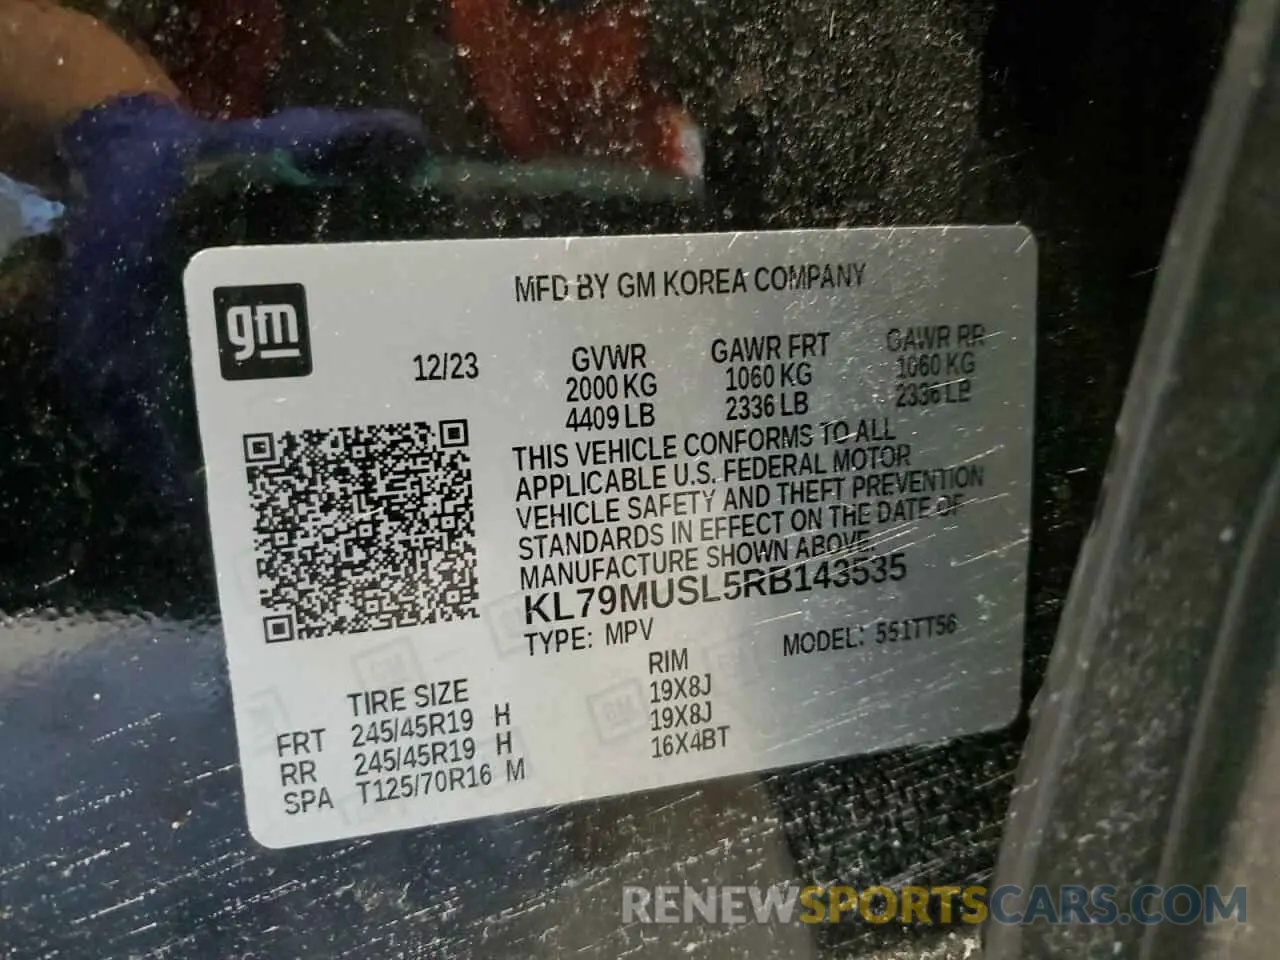 MFD BY GM KOREA COMPANY
gm
12/23
GVWR GAWR FRT GAWR RR
2000 KG 1060 KG 1060 KG
4409 LB 2336 LB 2336 LB
THIS VEHICLE CONFORMS TO ALL
APPLICABLE U.S. FEDERAL MOTOR
VEHICLE SAFETY AND THEFT PREVENTION
STANDARDS IN EFFECT ON THE DATE OF
MANUFACTURE SHOWN ABOVE.
KL79MUSL5RB143535
TYPE: MPV MODEL: 551TT56
TIRE SIZE RIM
FRT 245/45R19 H 19X8J
RR 245/45R19 H 19X8J
SPA T125/70R16 M 16X4BT
RENEWSPORTSCARS.COM